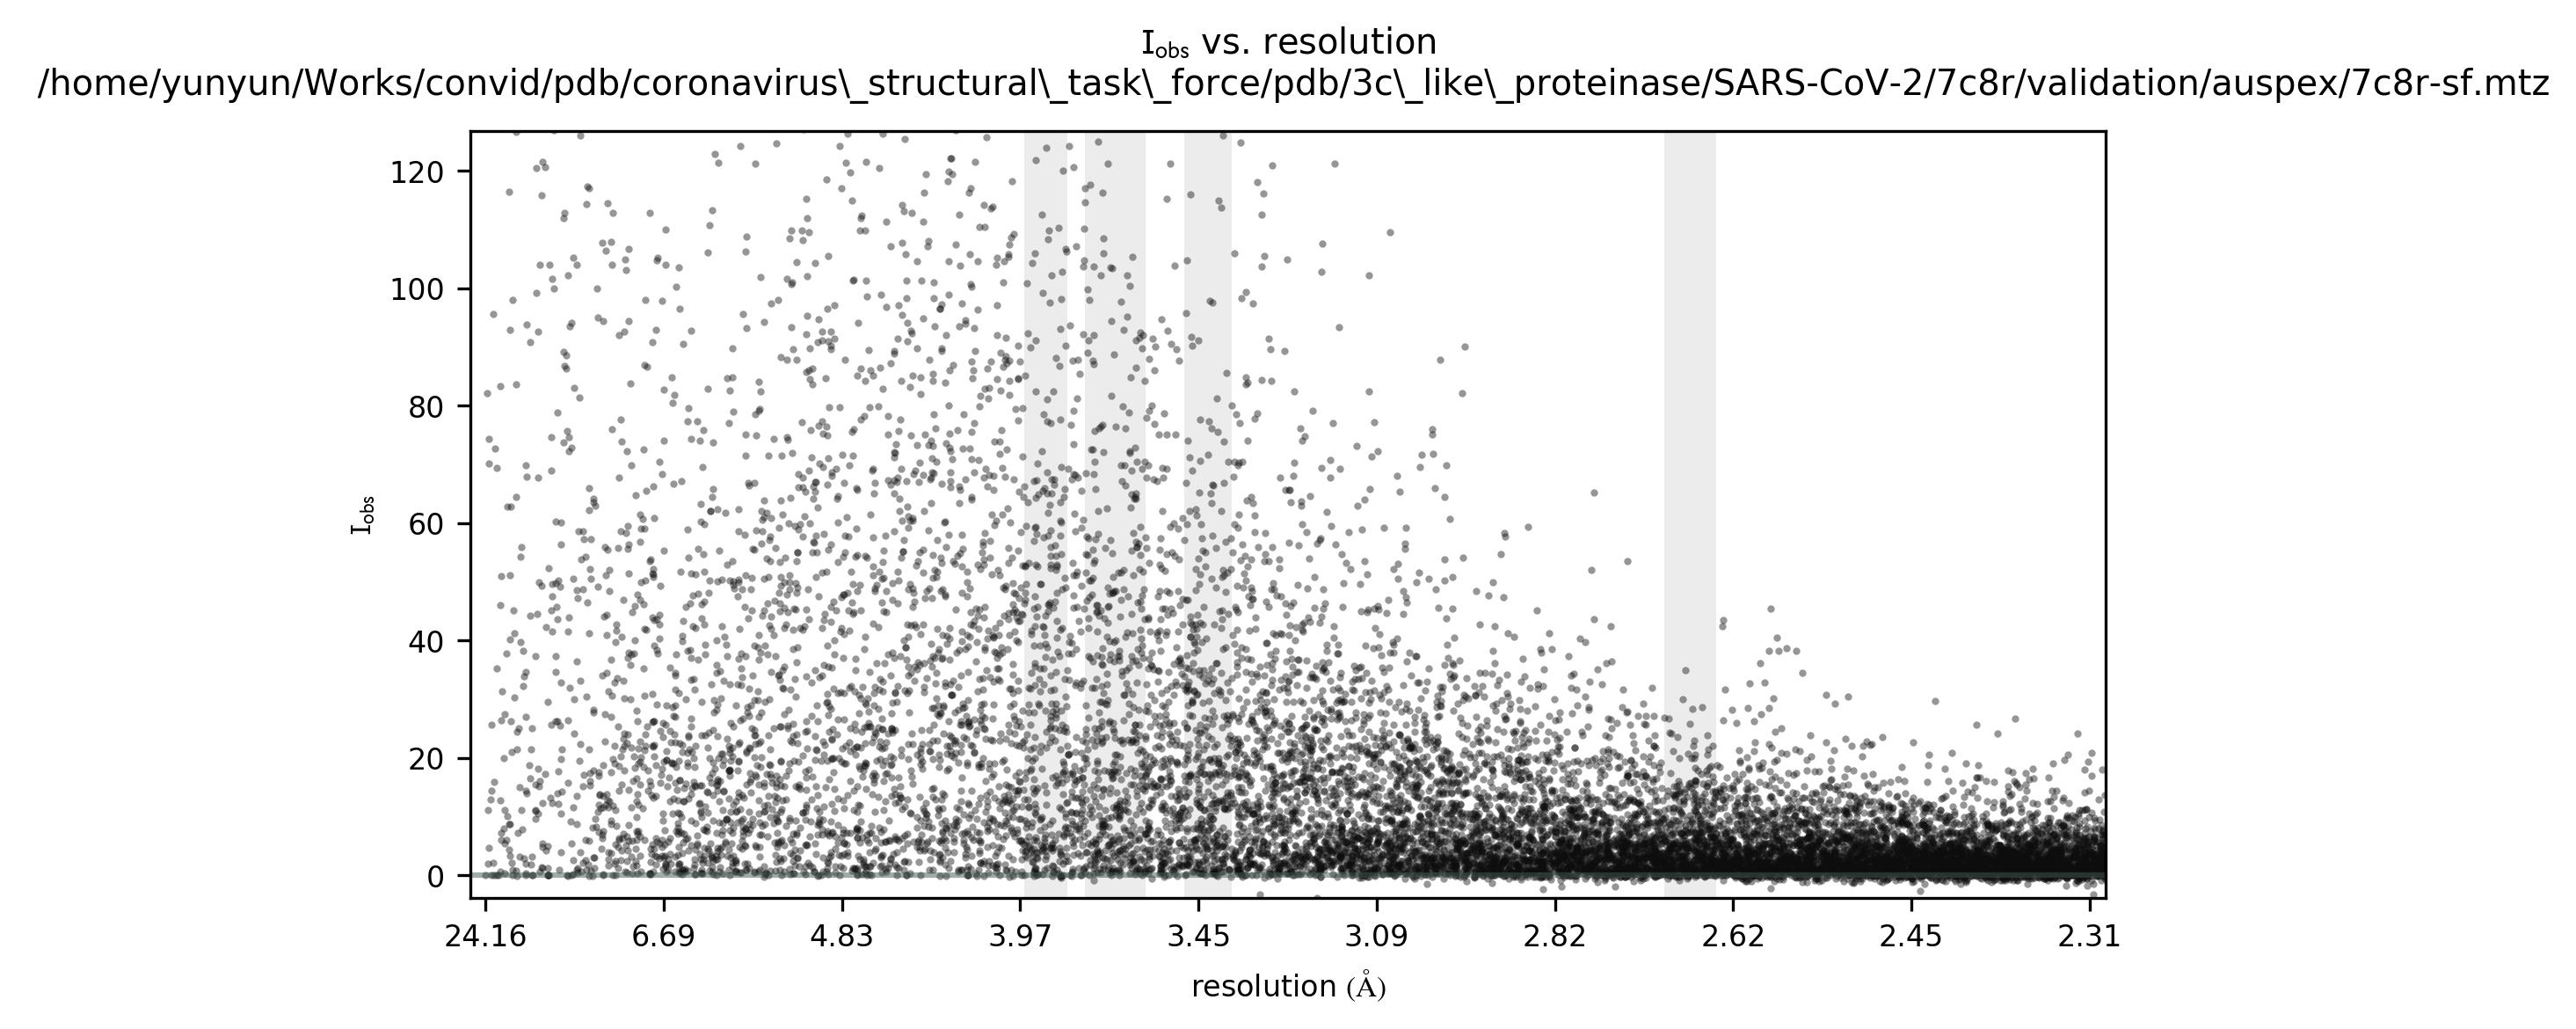 Iobs vs. resolution
/home/yunyun/Works/convid/pdb/coronavirus\_structural\_task\_force/pdb/3c\_like\_proteinase/SARS-CoV-2/7c8r/validation/auspex/7c8r-sf.mtz
120
100
80
60
40
20
0
Iobs
24.16 6.69 4.83 3.97 3.45 3.09 2.82 2.62 2.45 2.31
resolution (Å)